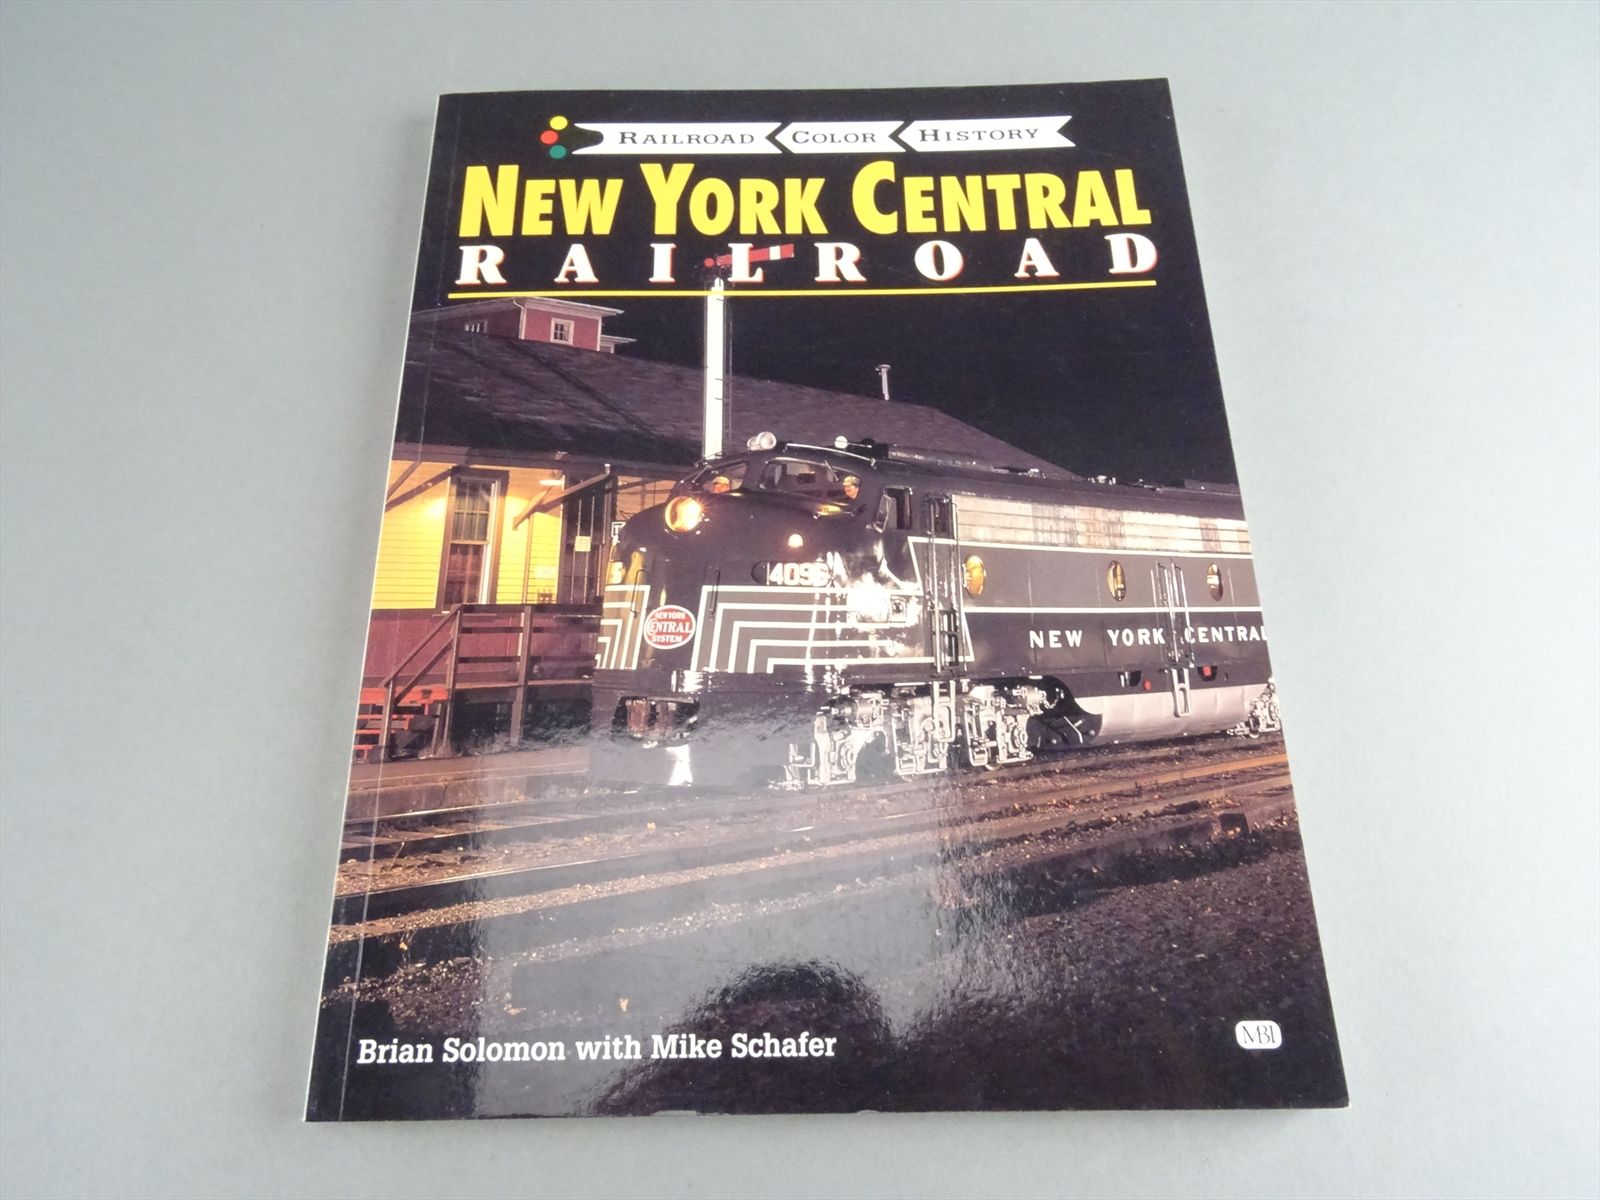 RAILROAD COLOR HISTORY
NEW YORK CENTRAL
RAILROAD
4096
NEW YORK
CENTRAL
SYSTEM
NEW YORK CENTRAL
Brian Solomon with Mike Schafer
MBI